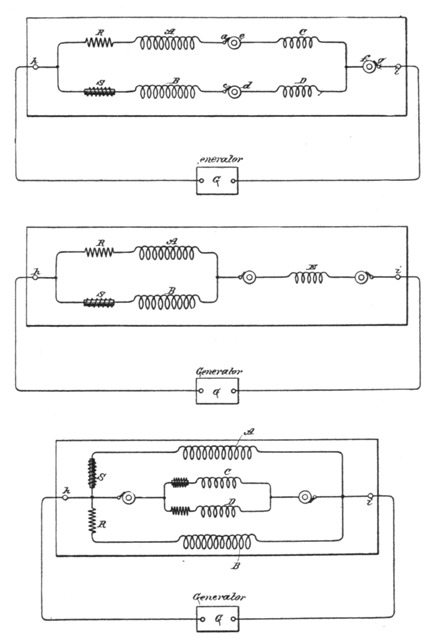 R A a e C
h f g i
S B c d D
enerator
G
R A
h E i
S B
Generator
G
A
S C
h D i
R
B
Generator
G